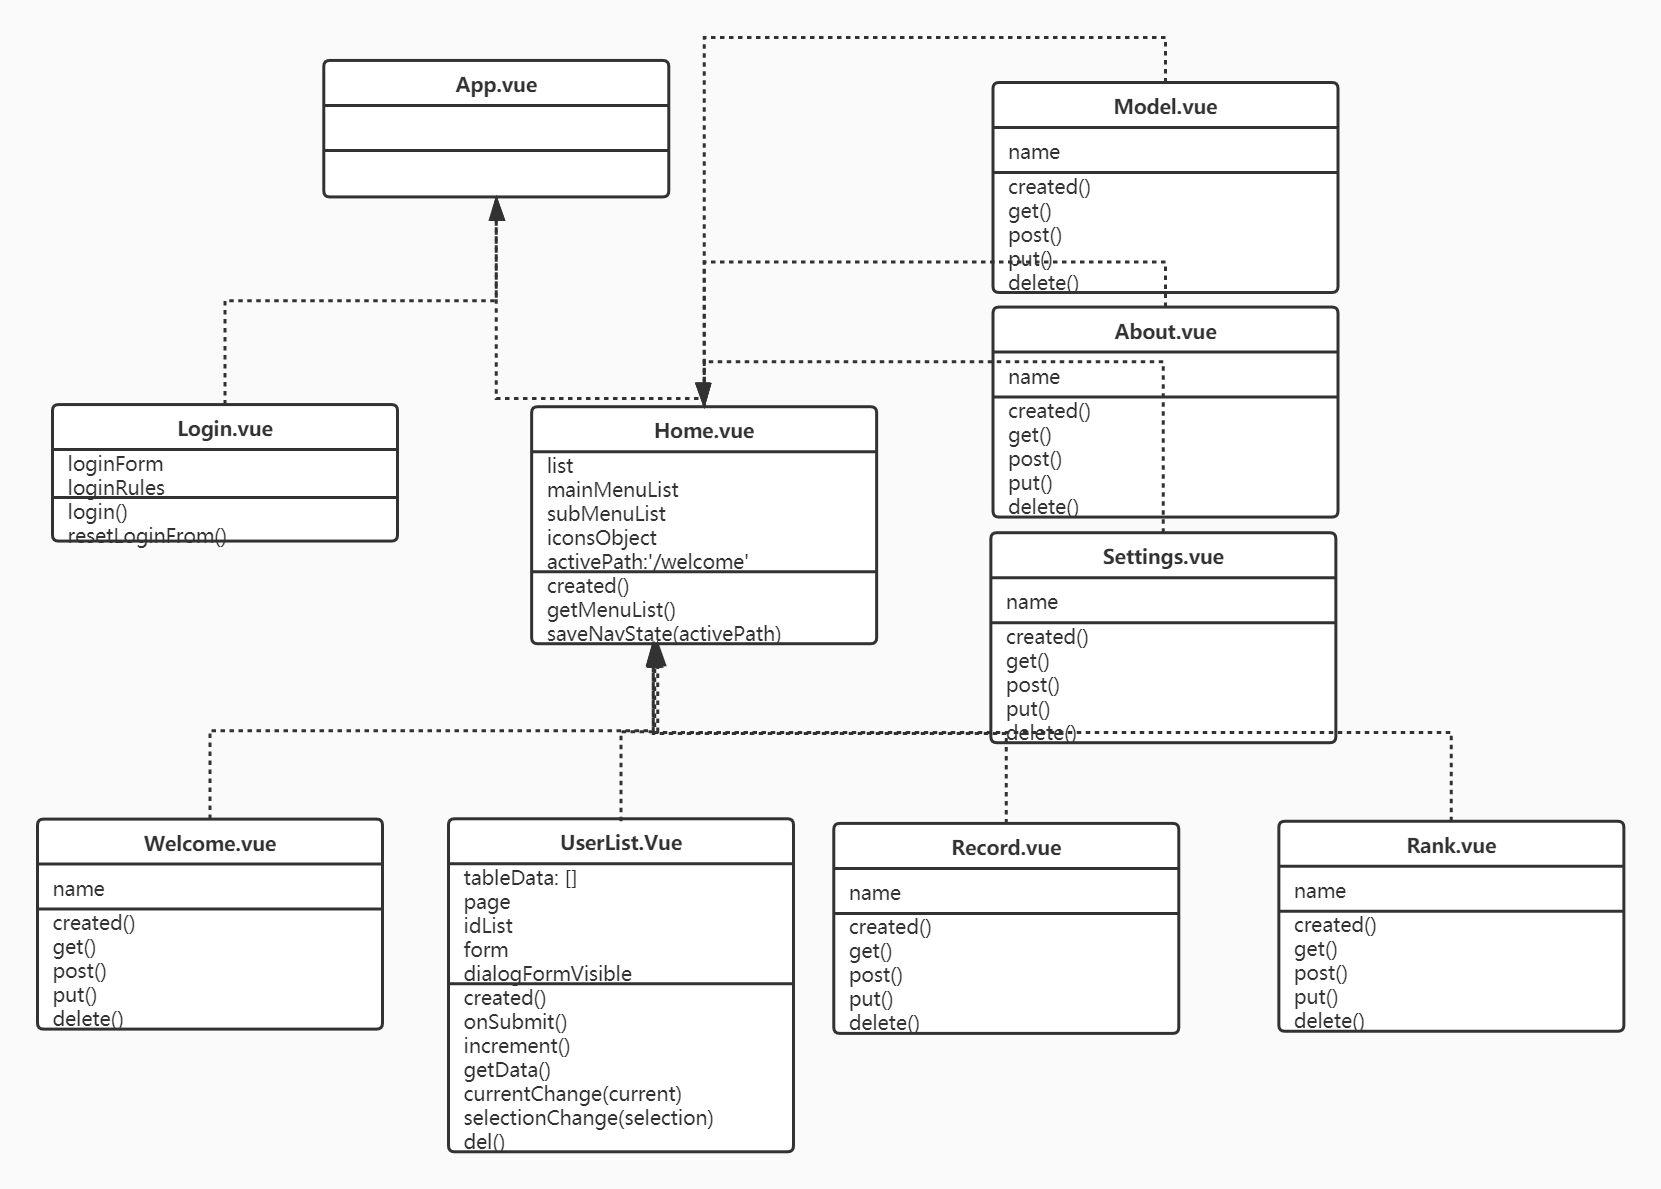 App.vue
Model.vue
name
created()
get()
post()
put()
delete()
About.vue
name
created()
get()
post()
put()
delete()
Login.vue
loginForm
loginRules
login()
resetLoginFrom()
Home.vue
list
mainMenuList
subMenuList
iconsObject
activePath:'/welcome'
created()
getMenuList()
saveNavState(activePath)
Settings.vue
name
created()
get()
post()
put()
delete()
Welcome.vue
name
created()
get()
post()
put()
delete()
UserList.Vue
tableData: []
page
idList
form
dialogFormVisible
created()
onSubmit()
increment()
getData()
currentChange(current)
selectionChange(selection)
del()
Record.vue
name
created()
get()
post()
put()
delete()
Rank.vue
name
created()
get()
post()
put()
delete()